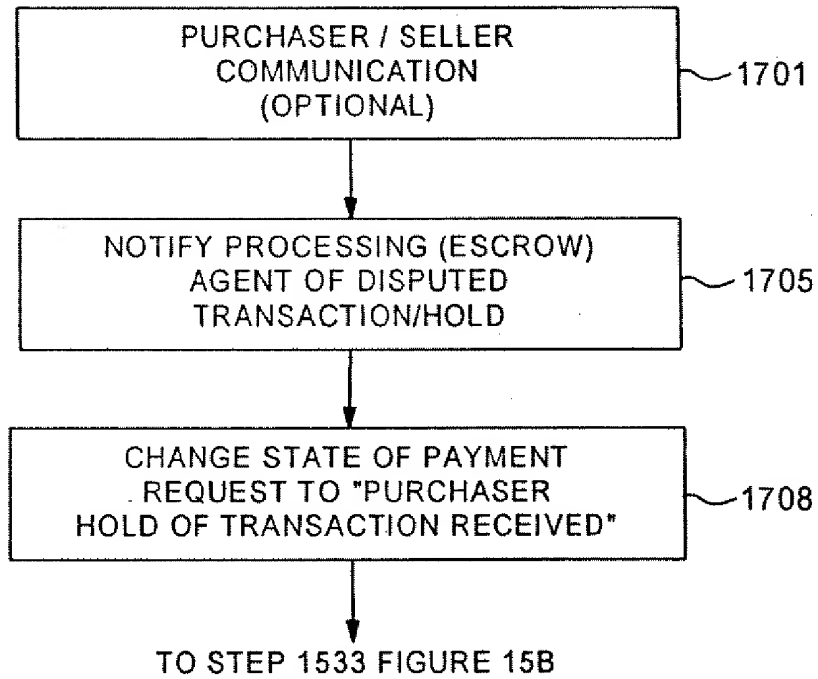 PURCHASER / SELLER
COMMUNICATION
(OPTIONAL)
1701
NOTIFY PROCESSING (ESCROW)
AGENT OF DISPUTED
TRANSACTION/HOLD
1705
CHANGE STATE OF PAYMENT
REQUEST TO "PURCHASER
HOLD OF TRANSACTION RECEIVED"
1708
TO STEP 1533 FIGURE 15B